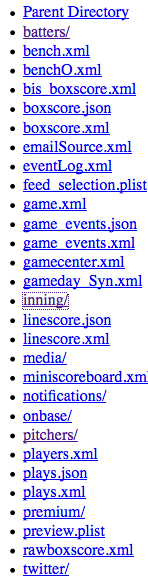 Parent Directory
batters/
bench.xml
benchO.xml
bis_boxscore.xml
boxscore.json
boxscore.xml
emailSource.xml
eventLog.xml
feed_selection.plist
game.xml
game_events.json
game_events.xml
gamecenter.xml
gameday_Syn.xml
inning/
linescore.json
linescore.xml
media/
miniscoreboard.xml
notifications/
onbase/
pitchers/
players.xml
plays.json
plays.xml
premium/
preview.plist
rawboxscore.xml
twitter/